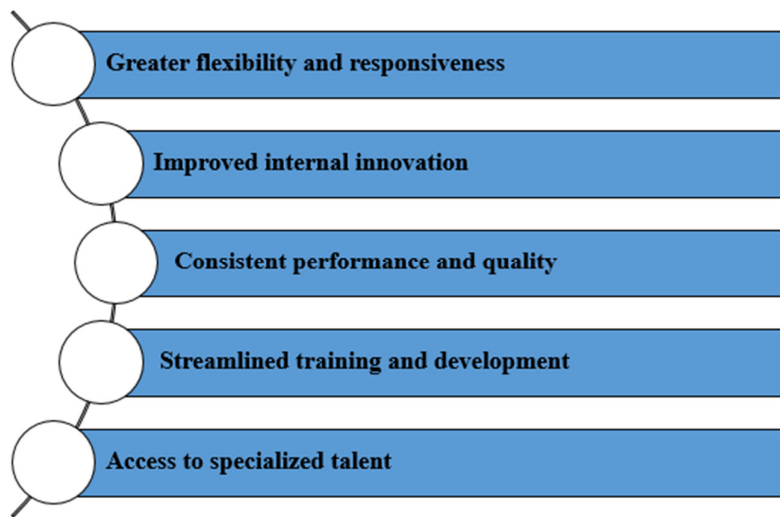 Greater flexibility and responsiveness
Improved internal innovation
Consistent performance and quality
Streamlined training and development
Access to specialized talent